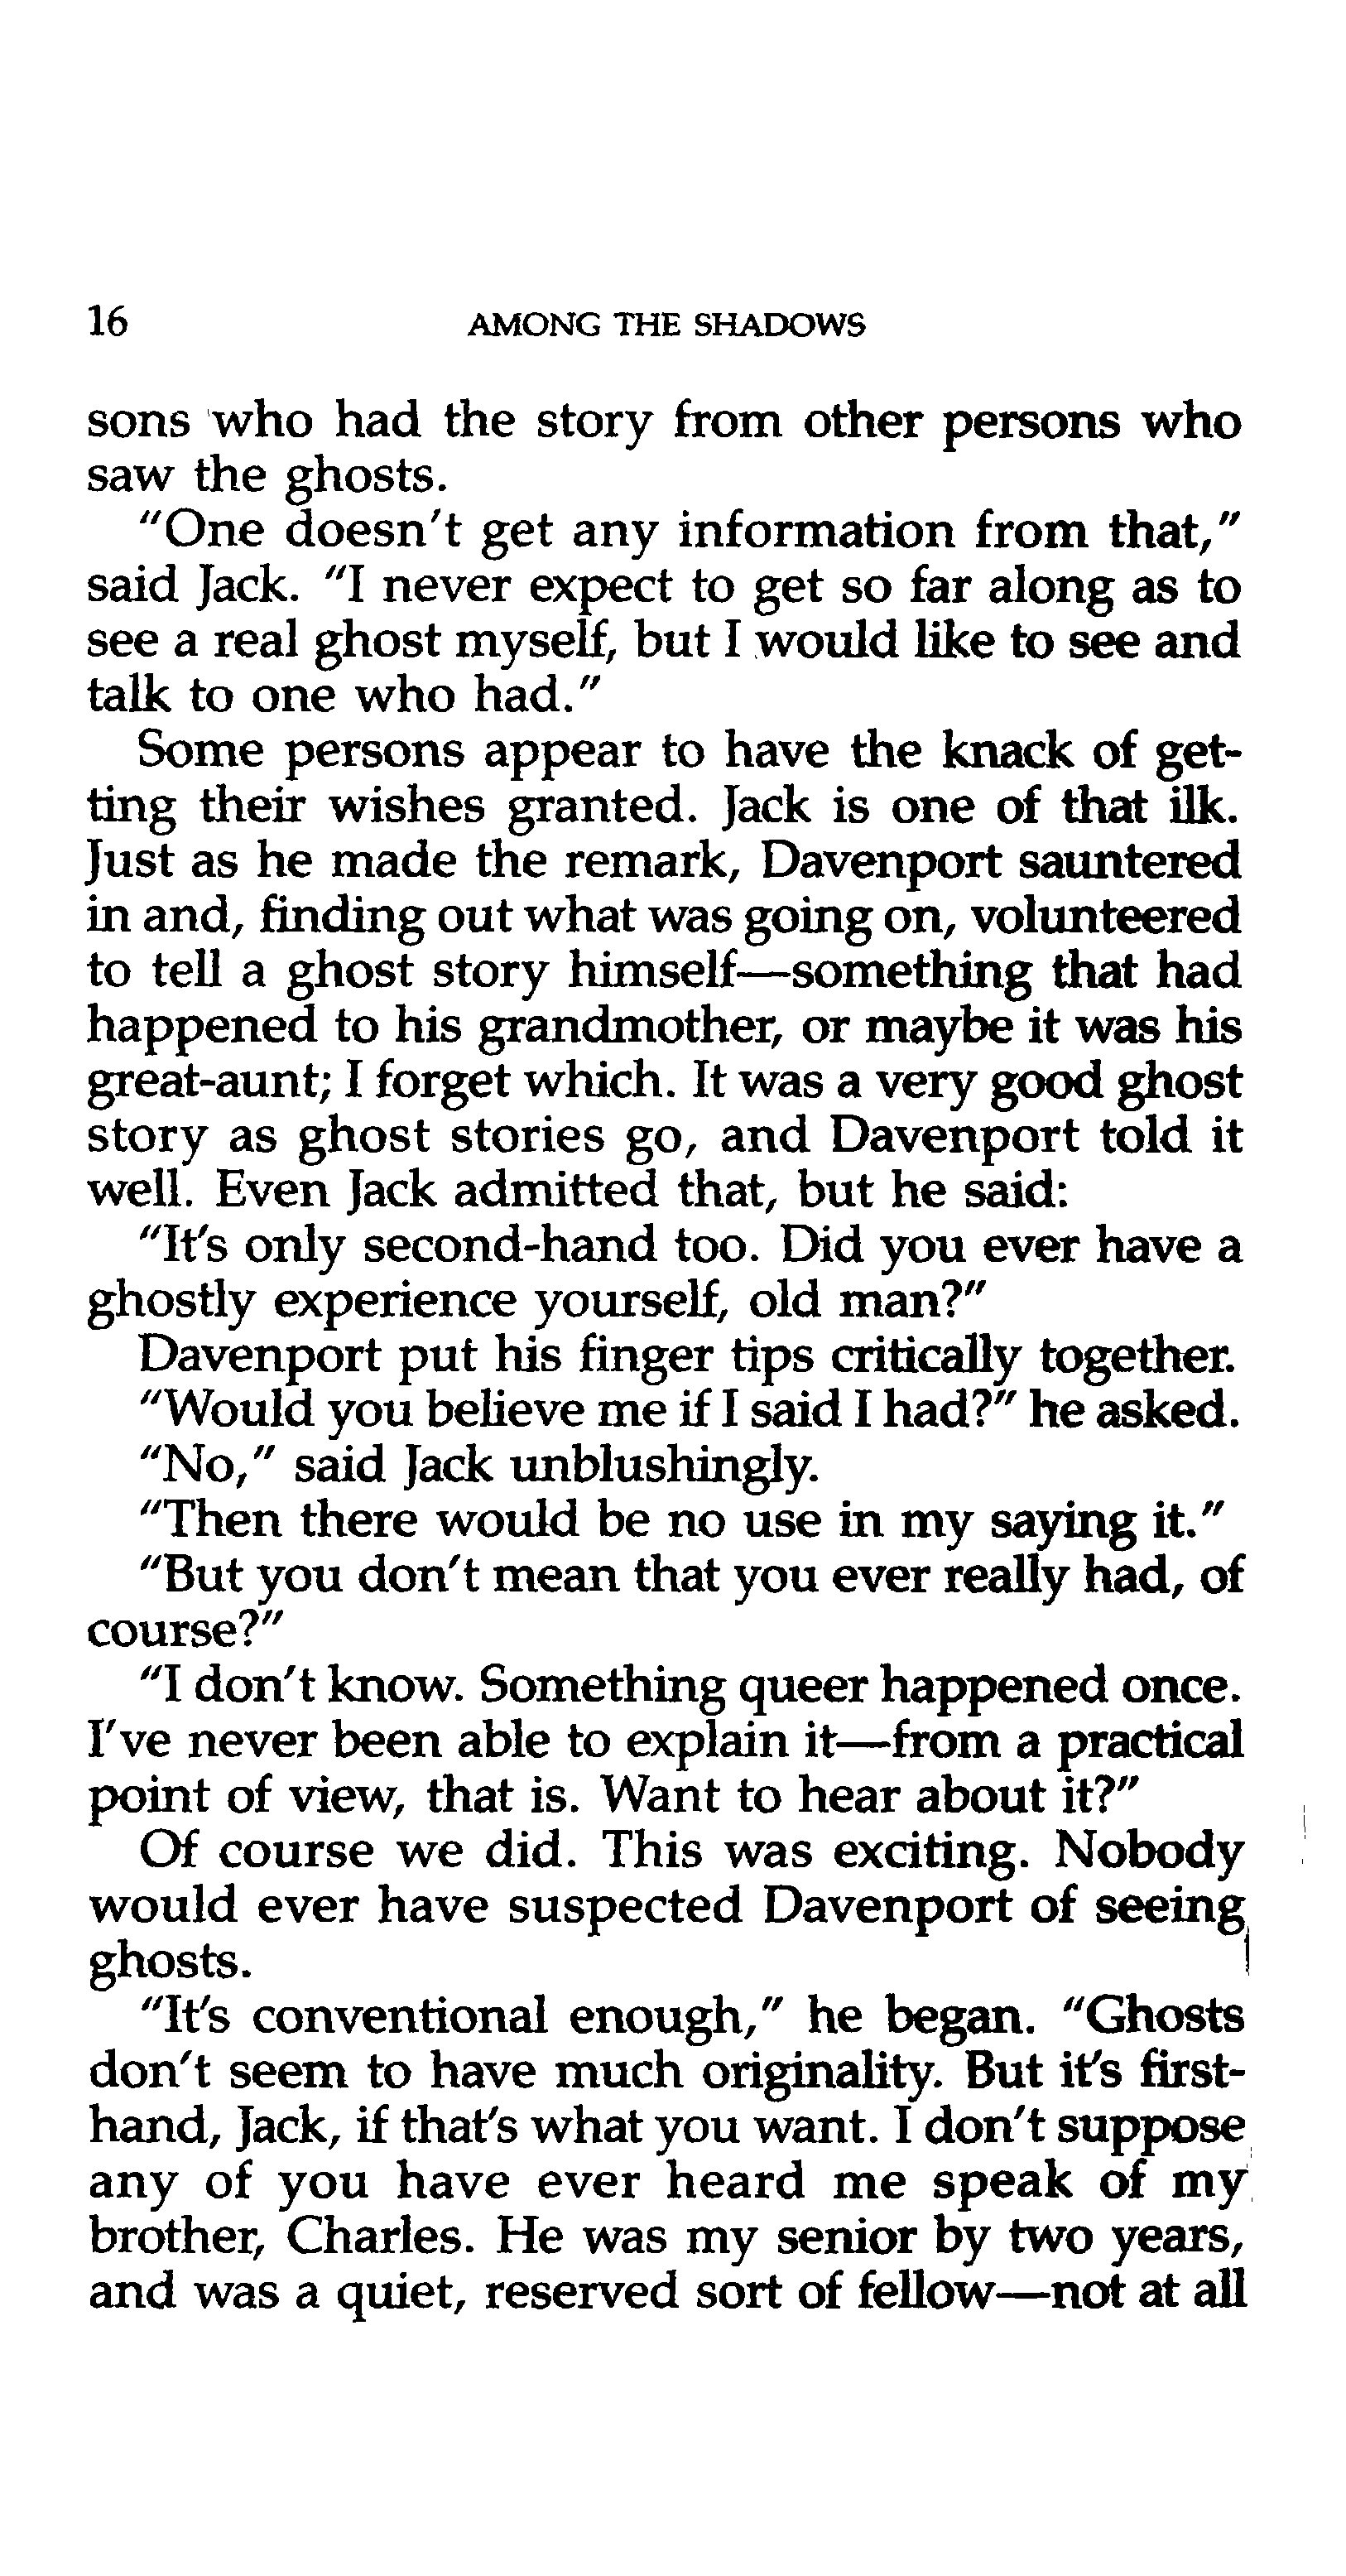 16 AMONG THE SHADOWS
sons who had the story from other persons who
saw the ghosts.
"One doesn't get any information from that,"
said Jack. "I never expect to get so far along as to
see a real ghost myself, but I would like to see and
talk to one who had."
Some persons appear to have the knack of get-
ting their wishes granted. Jack is one of that ilk.
Just as he made the remark, Davenport sauntered
in and, finding out what was going on, volunteered
to tell a ghost story himself—something that had
happened to his grandmother, or maybe it was his
great-aunt; I forget which. It was a very good ghost
story as ghost stories go, and Davenport told it
well. Even Jack admitted that, but he said:
"It's only second-hand too. Did you ever have a
ghostly experience yourself, old man?"
Davenport put his finger tips critically together.
"Would you believe me if I said I had?" he asked.
"No," said Jack unblushingly.
"Then there would be no use in my saying it."
"But you don't mean that you ever really had, of
course?"
"I don't know. Something queer happened once.
I've never been able to explain it—from a practical
point of view, that is. Want to hear about it?"
Of course we did. This was exciting. Nobody
would ever have suspected Davenport of seeing
ghosts.
"It's conventional enough," he began. "Ghosts
don't seem to have much originality. But it's first-
hand, Jack, if that's what you want. I don't suppose
any of you have ever heard me speak of my
brother, Charles. He was my senior by two years,
and was a quiet, reserved sort of fellow—not at all